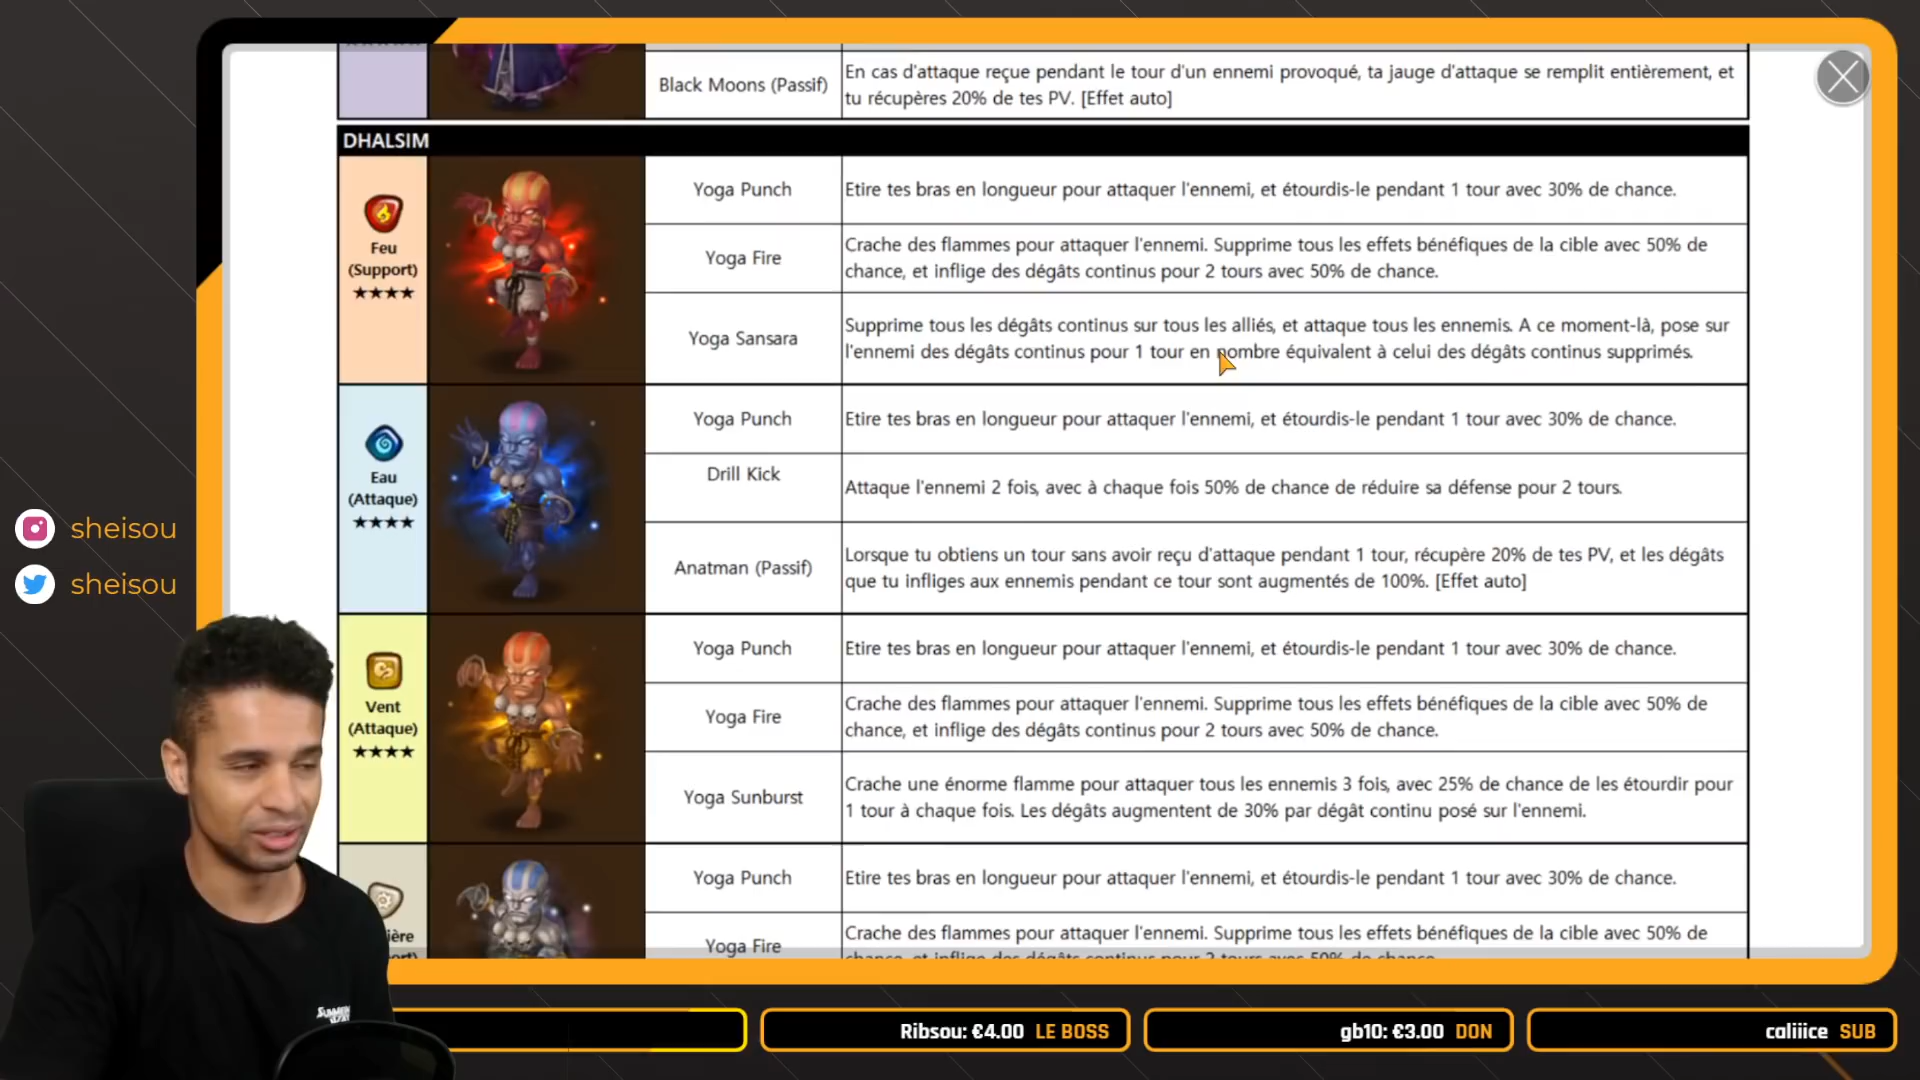 Black Moons (Passif)
En cas d'attaque reçue pendant le tour d'un ennemi provoqué, ta jauge d'attaque se remplit entièrement, et
tu récupères 20% de tes PV. [Effet auto]
DHALSIM
Feu
(Support)
★★★★
Yoga Punch
Etire tes bras en longueur pour attaquer l'ennemi, et étourdis-le pendant 1 tour avec 30% de chance.
Yoga Fire
Crache des flammes pour attaquer l'ennemi. Supprime tous les effets bénéfiques de la cible avec 50% de
chance, et inflige des dégâts continus pour 2 tours avec 50% de chance.
Yoga Sansara
Supprime tous les dégâts continus sur tous les alliés, et attaque tous les ennemis. A ce moment-là, pose sur
l'ennemi des dégâts continus pour 1 tour en nombre équivalent à celui des dégâts continus supprimés.
Eau
(Attaque)
★★★★
Yoga Punch
Etire tes bras en longueur pour attaquer l'ennemi, et étourdis-le pendant 1 tour avec 30% de chance.
Drill Kick
Attaque l'ennemi 2 fois, avec à chaque fois 50% de chance de réduire sa défense pour 2 tours.
Anatman (Passif)
Lorsque tu obtiens un tour sans avoir reçu d'attaque pendant 1 tour, récupère 20% de tes PV, et les dégâts
que tu infliges aux ennemis pendant ce tour sont augmentés de 100%. [Effet auto]
Vent
(Attaque)
★★★★
Yoga Punch
Etire tes bras en longueur pour attaquer l'ennemi, et étourdis-le pendant 1 tour avec 30% de chance.
Yoga Fire
Crache des flammes pour attaquer l'ennemi. Supprime tous les effets bénéfiques de la cible avec 50% de
chance, et inflige des dégâts continus pour 2 tours avec 50% de chance.
Yoga Sunburst
Crache une énorme flamme pour attaquer tous les ennemis 3 fois, avec 25% de chance de les étourdir pour
1 tour à chaque fois. Les dégâts augmentent de 30% par dégât continu posé sur l'ennemi.
ière
Yoga Punch
Etire tes bras en longueur pour attaquer l'ennemi, et étourdis-le pendant 1 tour avec 30% de chance.
Yoga Fire
Crache des flammes pour attaquer l'ennemi. Supprime tous les effets bénéfiques de la cible avec 50% de
chance, et inflige des dégâts continus pour 2 tours avec 50% de chance.
sheisou
sheisou
Ribsou: €4.00 LE BOSS
gb10: €3.00 DON
caliiice SUB